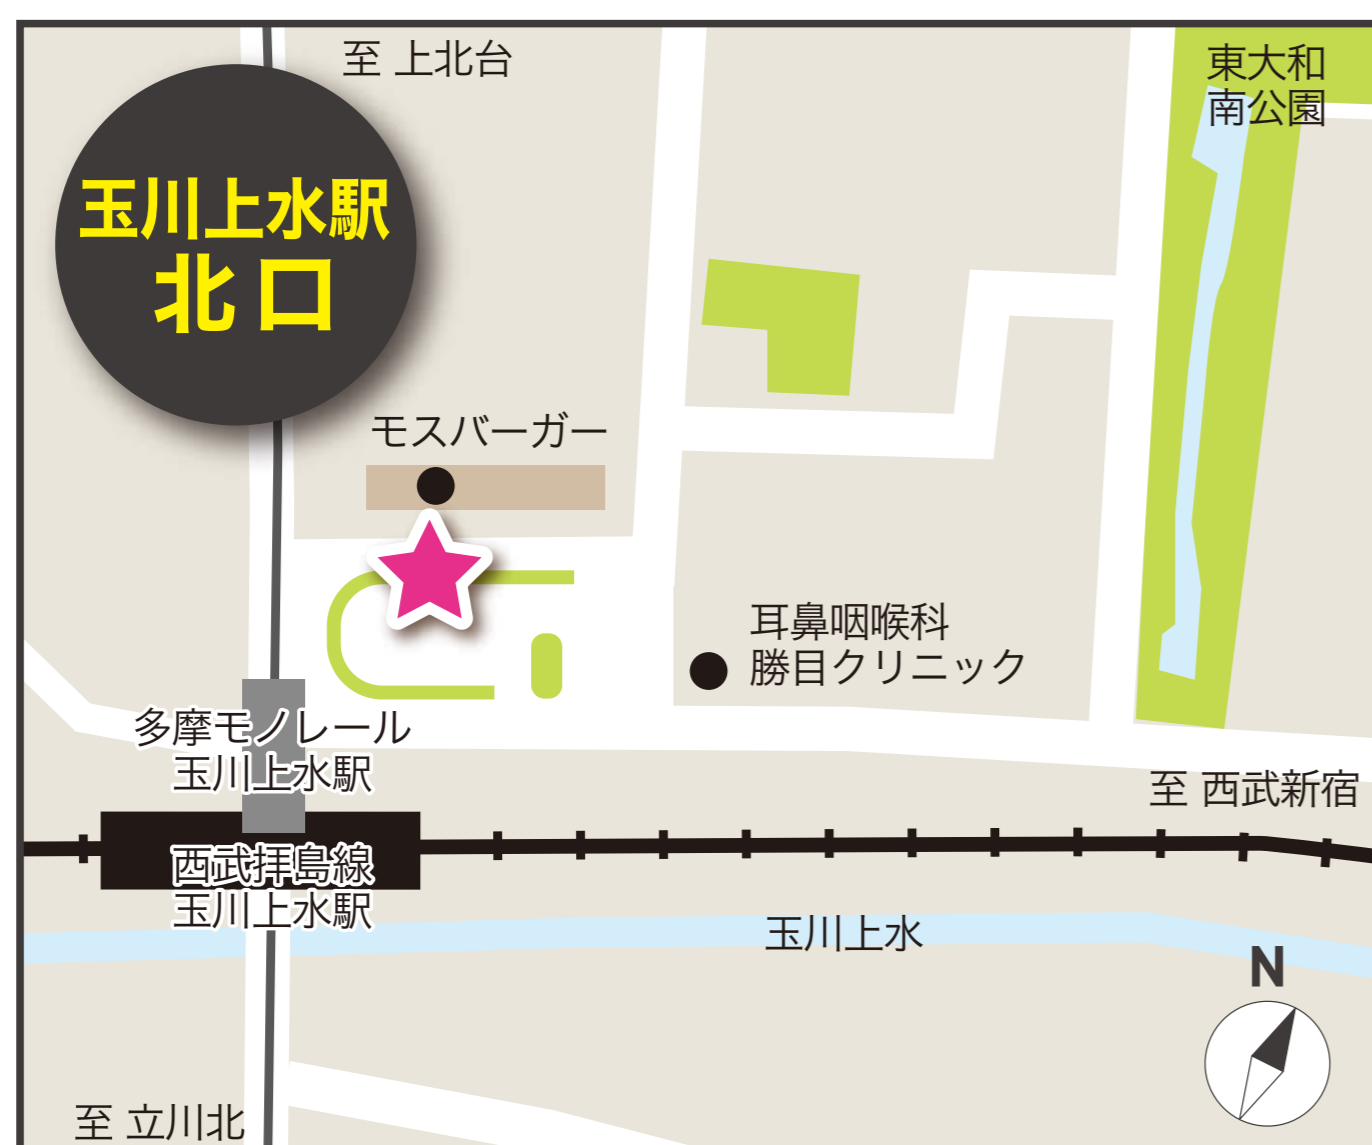 至 上北台
東大和
南公園
玉川上水駅
北口
モスバーガー
耳鼻咽喉科
勝目クリニック
多摩モノレール
玉川上水駅
至 西武新宿
西武拝島線
玉川上水駅
玉川上水
N
至 立川北